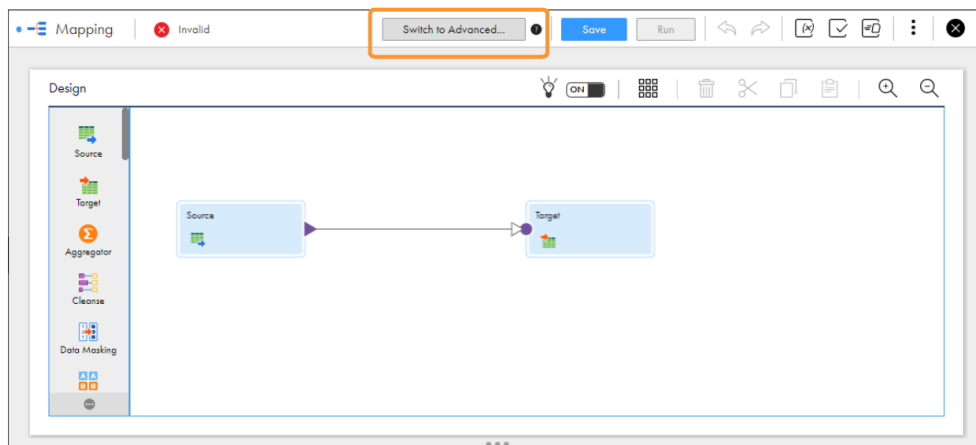 Mapping
Invalid
Switch to Advanced...
?
Save
Run
Design
ON
Source
Target
Aggregator
Cleanse
Data Masking
Source
Target